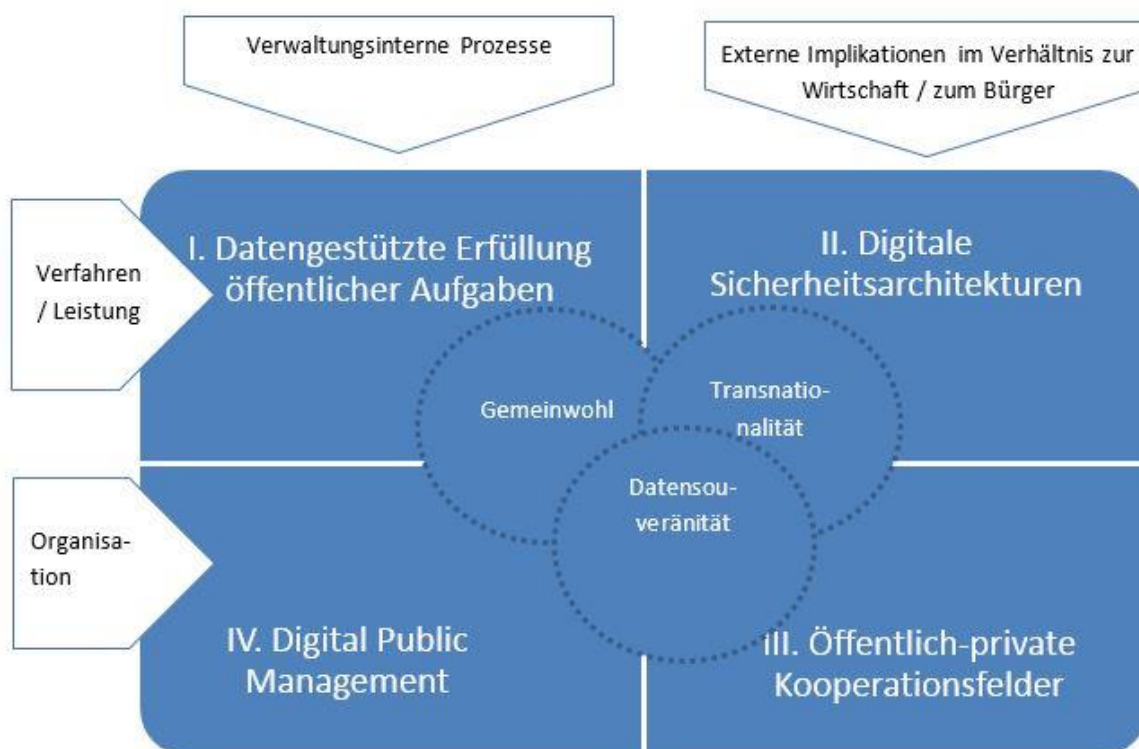 Verwaltungsinterne Prozesse
Externe Implikationen im Verhältnis zur
Wirtschaft / zum Bürger
Verfahren
/ Leistung
I. Datengestützte Erfüllung
öffentlicher Aufgaben
II. Digitale
Sicherheitsarchitekturen
Gemeinwohl
Transnatio-
nalität
Datensou-
veränität
Organisa-
tion
IV. Digital Public
Management
III. Öffentlich-private
Kooperationsfelder